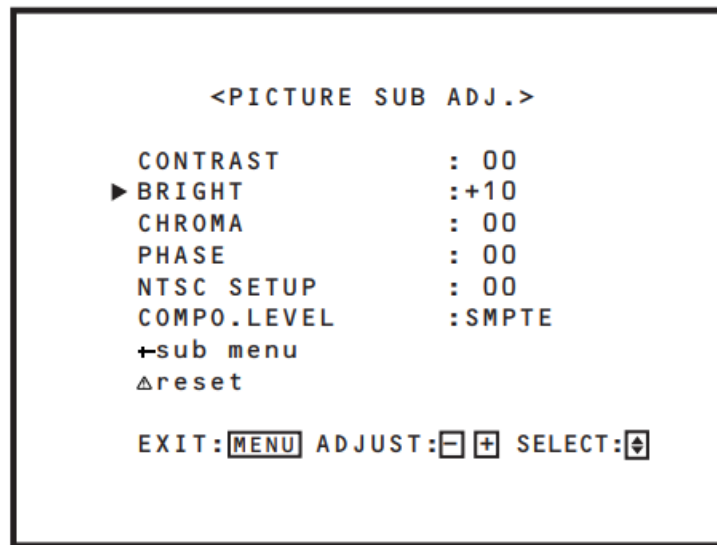 <PICTURE SUB ADJ.>
CONTRAST : 00
▶BRIGHT :+10
CHROMA : 00
PHASE : 00
NTSC SETUP : 00
COMPO.LEVEL :SMPTE
←sub menu
⚠reset
EXIT:MENU ADJUST:− + SELECT:♦